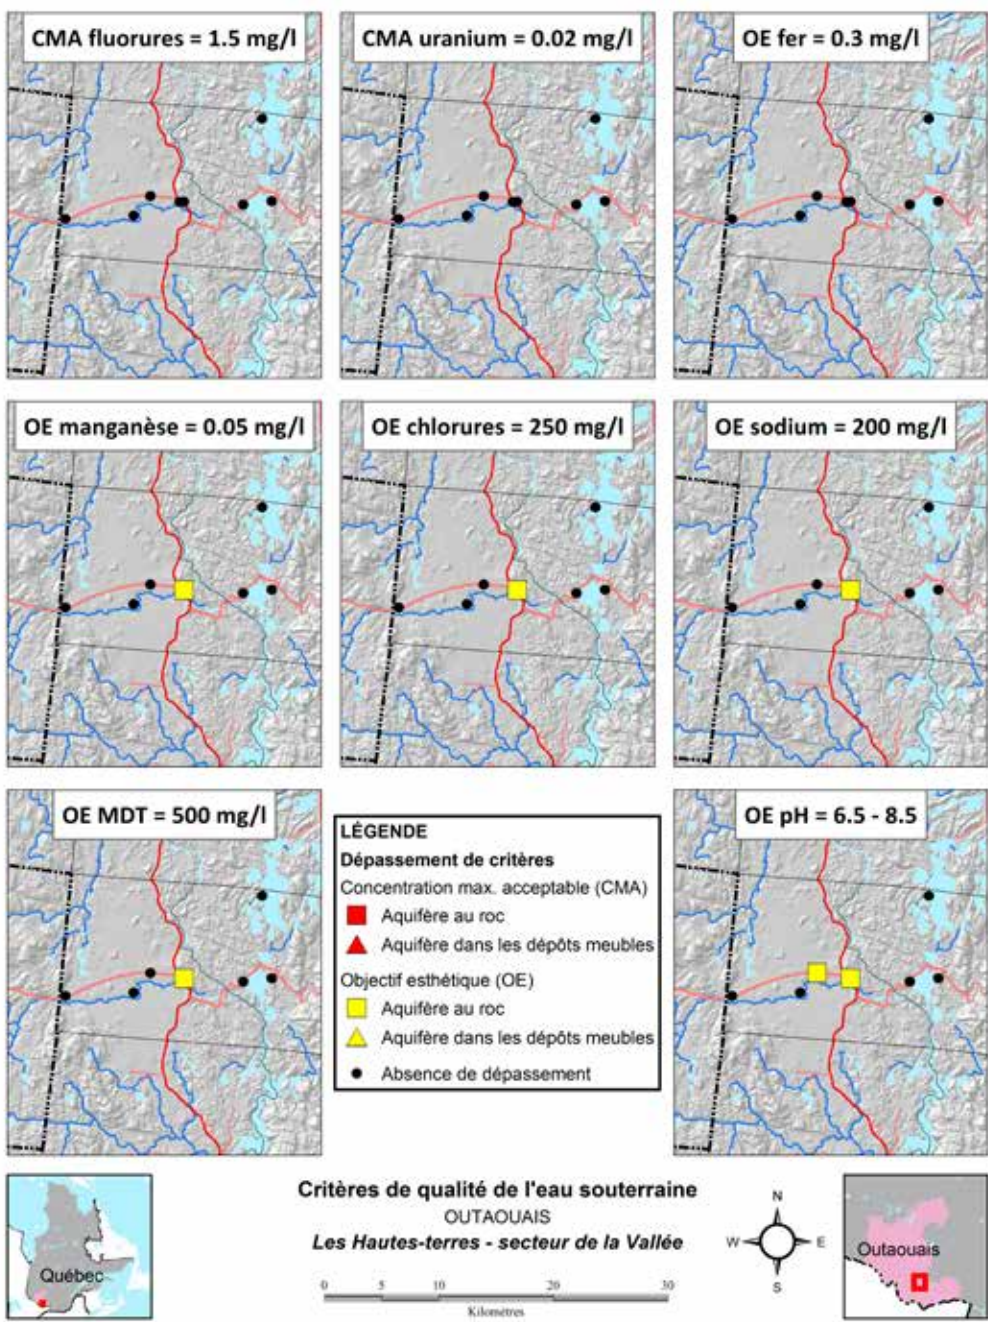 CMA fluorures = 1.5 mg/l
CMA uranium = 0.02 mg/l
OE fer = 0.3 mg/l
OE manganèse = 0.05 mg/l
OE chlorures = 250 mg/l
OE sodium = 200 mg/l
OE MDT = 500 mg/l
LÉGENDE
Dépassement de critères
Concentration max. acceptable (CMA)
Aquifère au roc
Aquifère dans les dépôts meubles
Objectif esthétique (OE)
Aquifère au roc
Aquifère dans les dépôts meubles
Absence de dépassement
OE pH = 6.5 - 8.5
Québec
Critères de qualité de l'eau souterraine
OUTAOUAIS
Les Hautes-terres - secteur de la Vallée
0 5 10 20 30
Kilomètres
N
W E
S
Outaouais